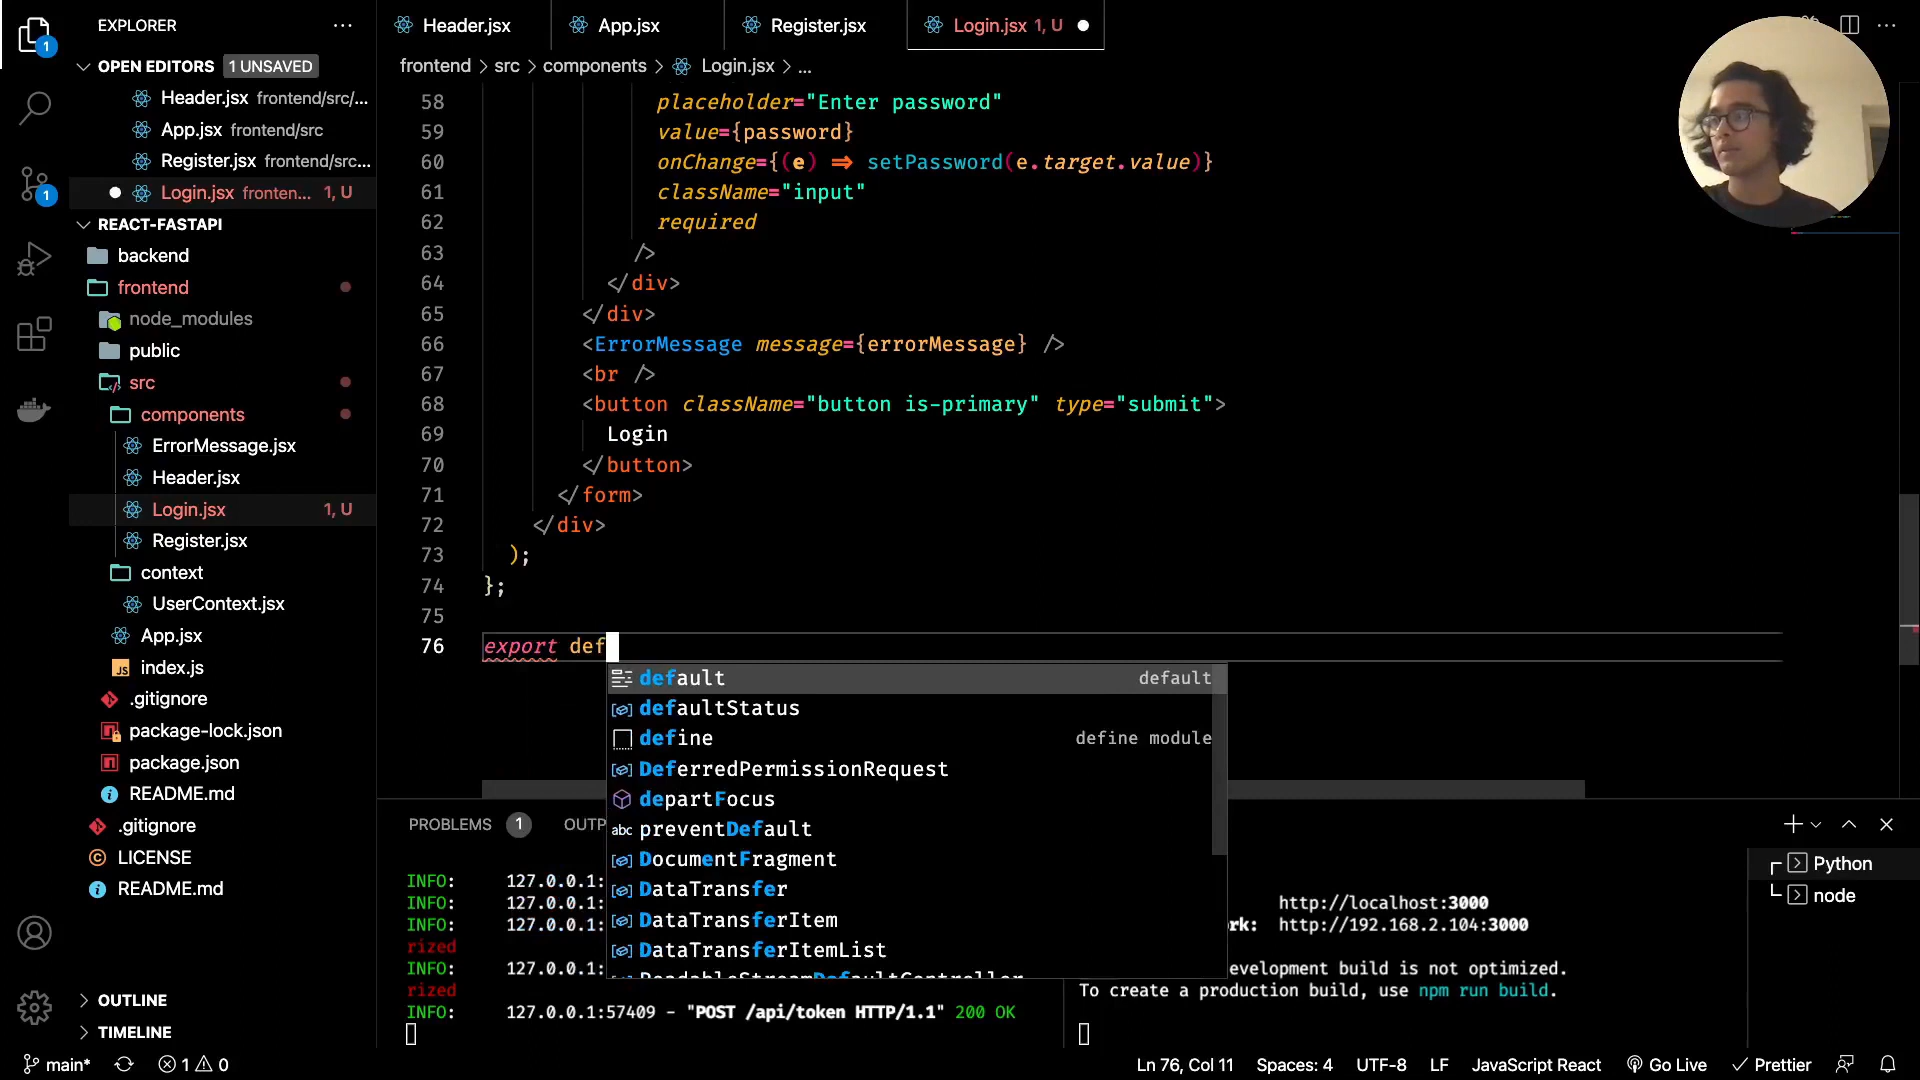 EXPLORER
OPEN EDITORS 1 UNSAVED
Header.jsx frontend/src/...
App.jsx frontend/src
Register.jsx frontend/src...
Login.jsx fronten... 1, U
REACT-FASTAPI
backend
frontend
node_modules
public
src
components
ErrorMessage.jsx
Header.jsx
Login.jsx 1, U
Register.jsx
context
UserContext.jsx
App.jsx
index.js
.gitignore
package-lock.json
package.json
README.md
.gitignore
LICENSE
README.md
OUTLINE
TIMELINE
1
1
Header.jsx
App.jsx
Register.jsx
Login.jsx 1, U
frontend > src > components > Login.jsx > ...
58 placeholder="Enter password"
59 value={password}
60 onChange={(e) => setPassword(e.target.value)}
61 className="input"
62 required
63 />
64 </div>
65 </div>
66 <ErrorMessage message={errorMessage} />
67 <br />
68 <button className="button is-primary" type="submit">
69 Login
70 </button>
71 </form>
72 </div>
73 );
74 };
75
76 export def
default default
defaultStatus
define define module
DeferredPermissionRequest
departFocus
preventDefault
DocumentFragment
DataTransfer
DataTransferItem
DataTransferItemList
ReadableStreamDefaultController
PROBLEMS 1 OUTP
INFO: 127.0.0.1:
INFO: 127.0.0.1:
INFO: 127.0.0.1:
rized
INFO: 127.0.0.1:
rized
INFO: 127.0.0.1:57409 - "POST /api/token HTTP/1.1" 200 OK
http://localhost:3000
rk: http://192.168.2.104:3000
evelopment build is not optimized.
To create a production build, use npm run build.
Python
node
main* 1 0
Ln 76, Col 11 Spaces: 4 UTF-8 LF JavaScript React Go Live Prettier